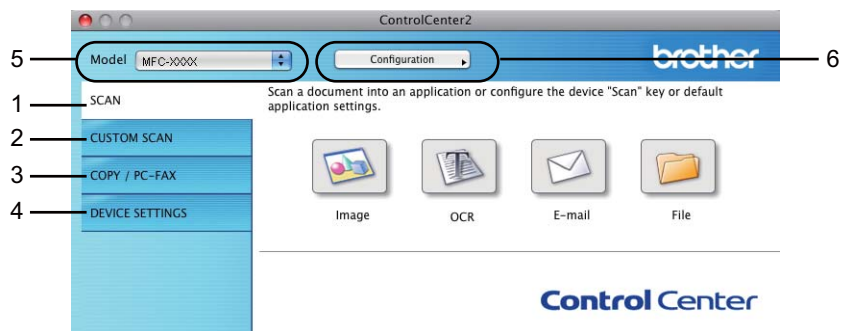 ControlCenter2
5
Model MFC-XXXX
Configuration
brother
6
1
SCAN
Scan a document into an application or configure the device "Scan" key or default
application settings.
2
CUSTOM SCAN
3
COPY / PC-FAX
4
DEVICE SETTINGS
Image
OCR
E-mail
File
Control Center